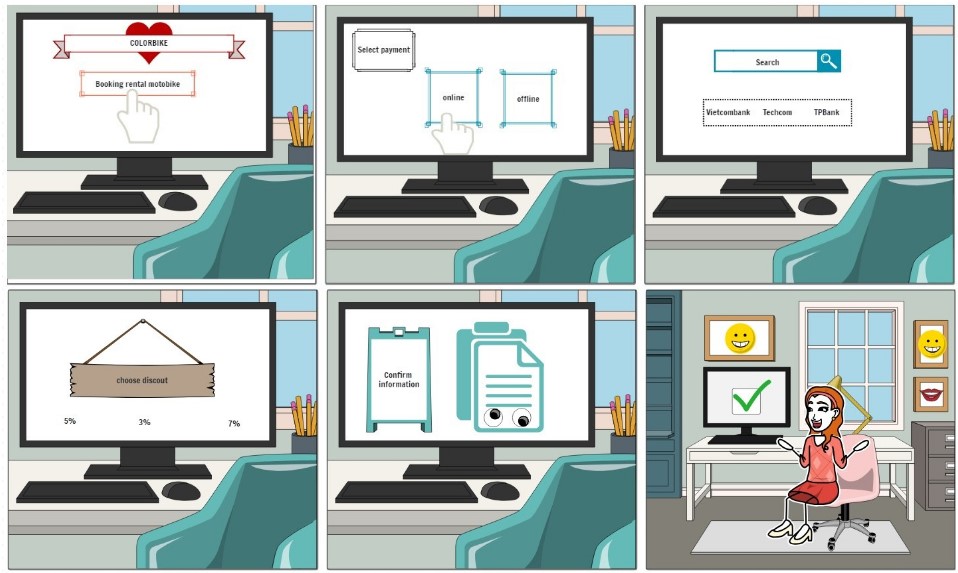 COLORBIKE
Booking rental motobike
Select payment
online
offline
Search
Vietcombank Techcom TPBank
choose discout
5% 3% 7%
Confirm
information